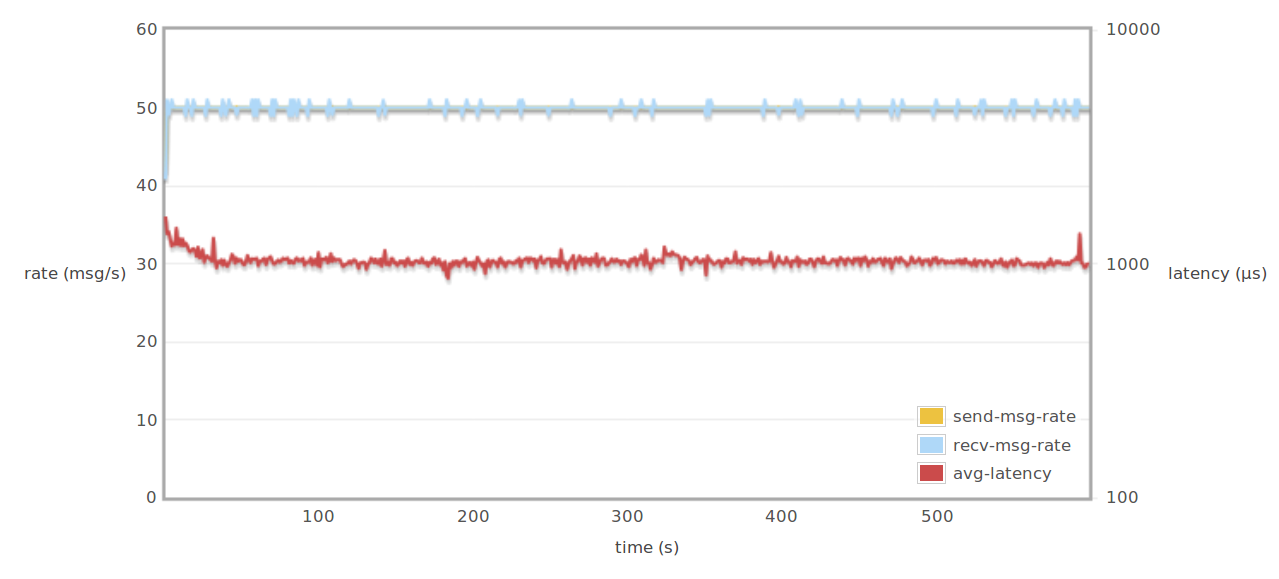 60
50
40
30
20
10
0
rate (msg/s)
10000
1000
100
latency (μs)
send-msg-rate
recv-msg-rate
avg-latency
100 200 300 400 500
time (s)